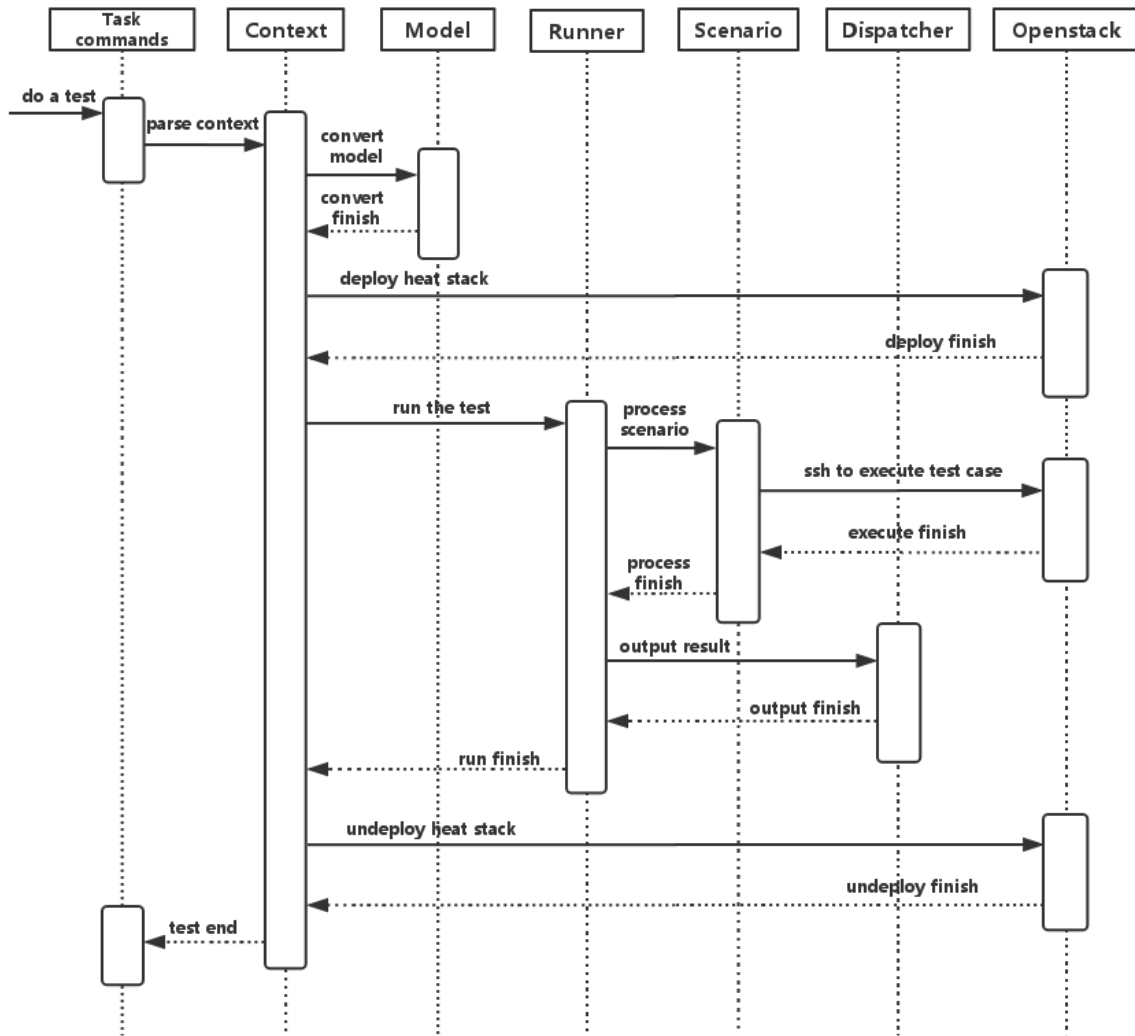 Task
commands
Context
Model
Runner
Scenario
Dispatcher
Openstack
do a test
parse context
convert
model
convert
finish
deploy heat stack
deploy finish
run the test
process
scenario
ssh to execute test case
execute finish
process
finish
output result
output finish
run finish
undeploy heat stack
undeploy finish
test end